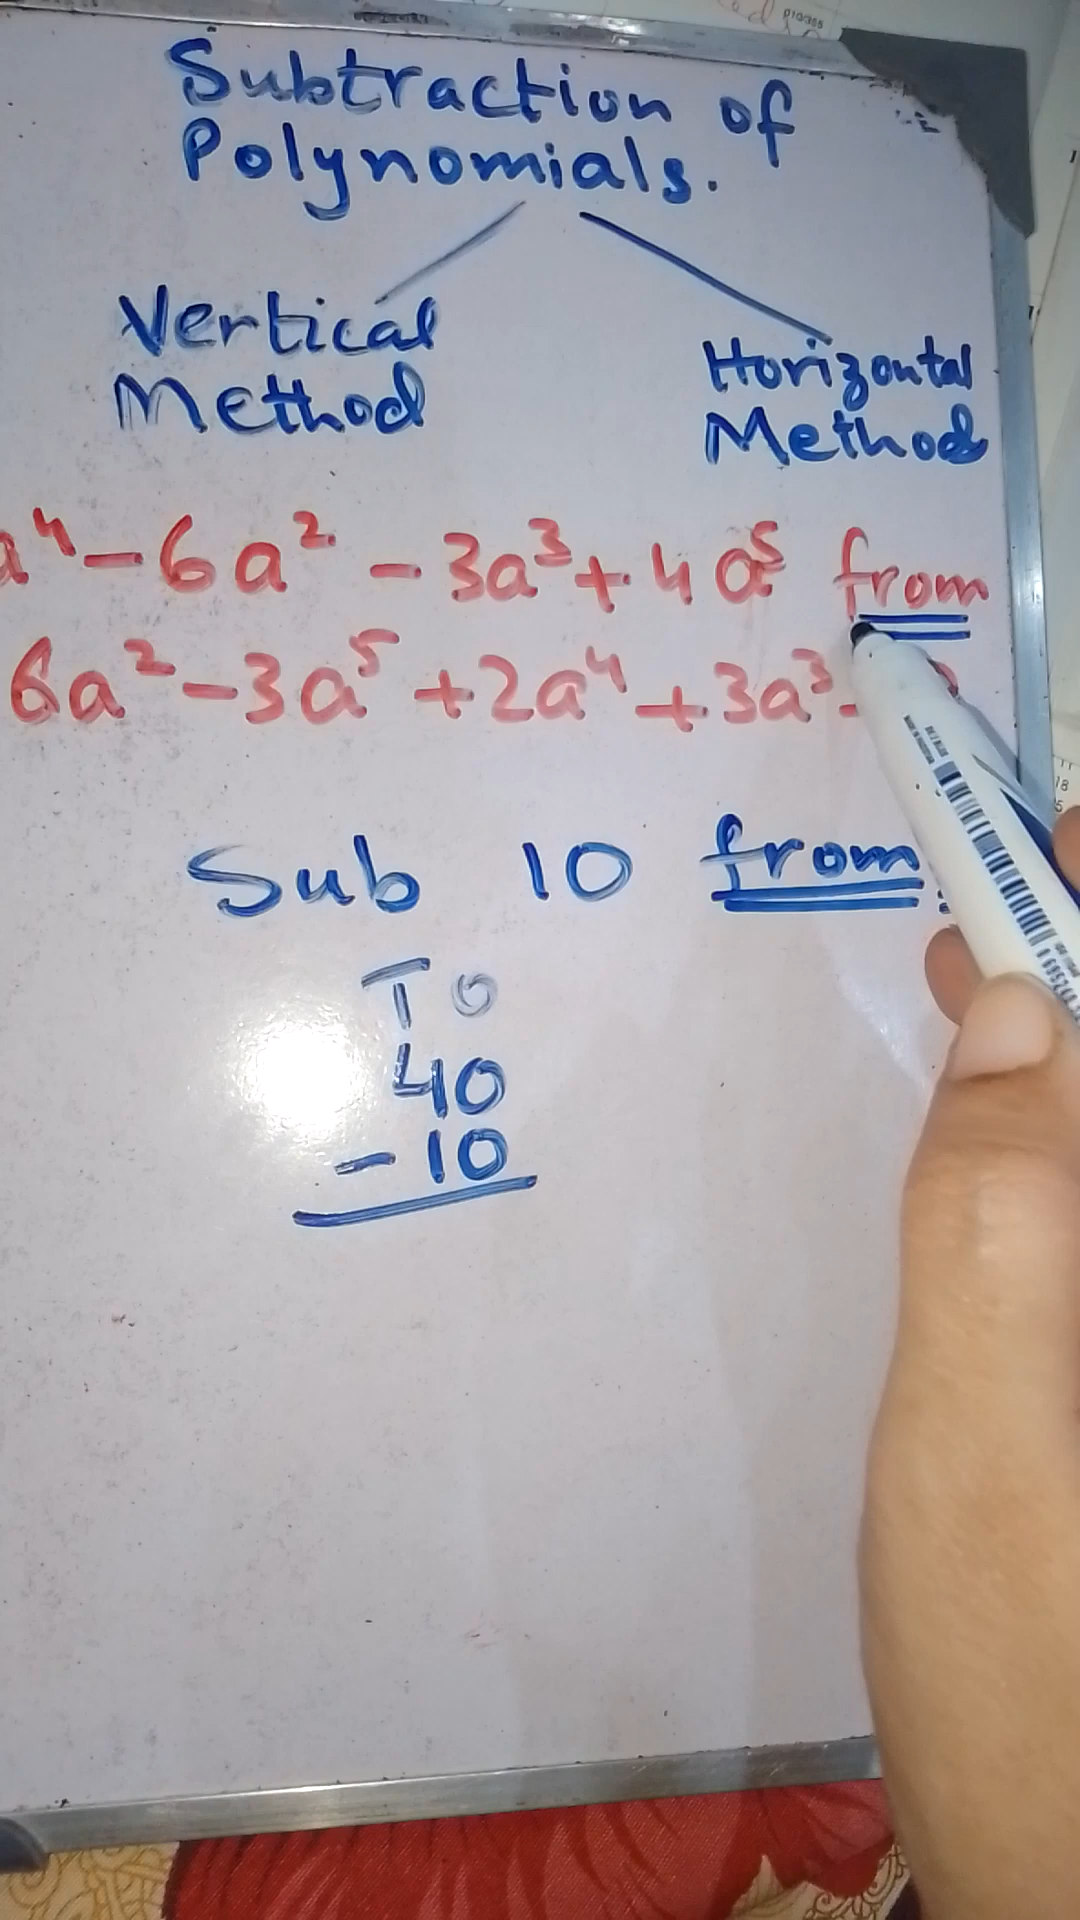 Subtraction of
Polynomials.
Vertical
Method
Horizontal
Method
a⁴ - 6a² - 3a³ + 4a⁵ from
6a² - 3a⁵ + 2a⁴ + 3a³ -
Sub 10 from
T O
40
- 10